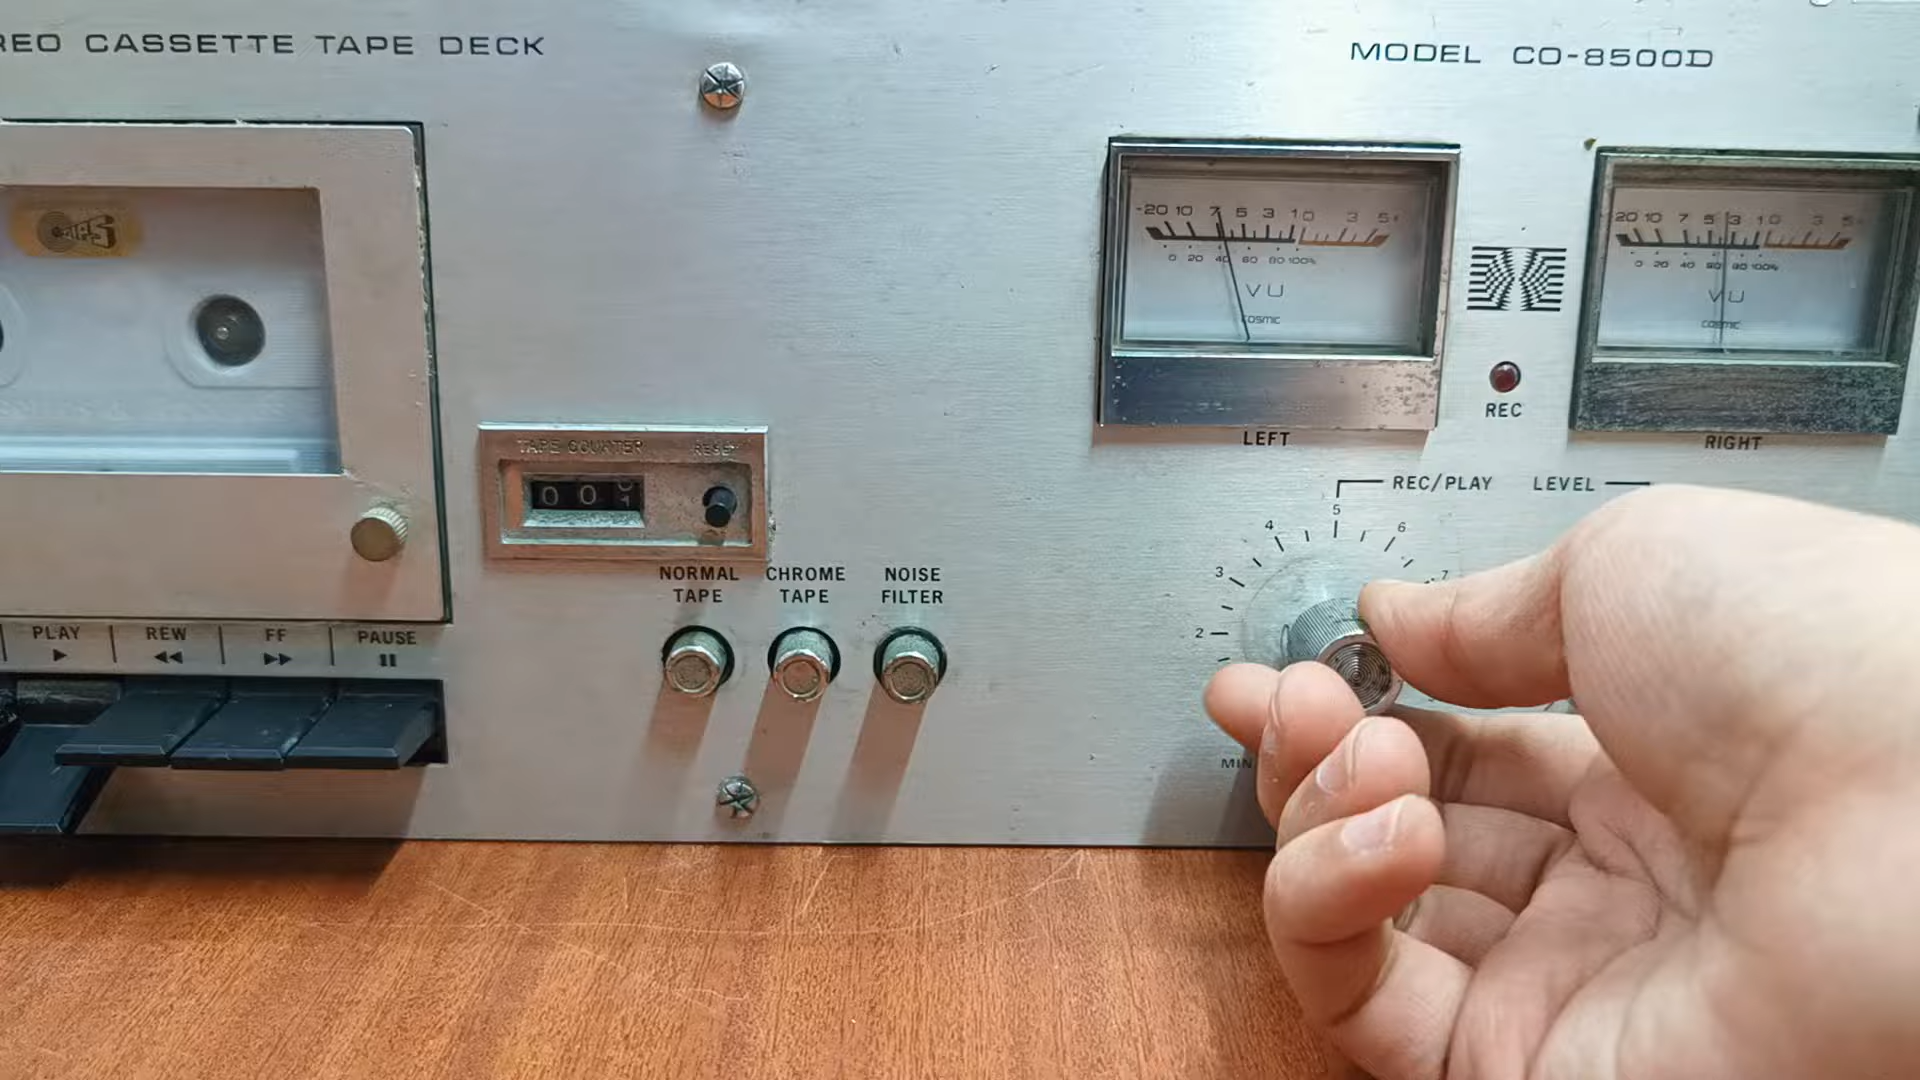 REO CASSETTE TAPE DECK
MODEL CO-8500D
-20 10 7 5 3 1 0 3 5+
0 20 40 60 80 100%
VU
COSMIC
LEFT
20 10 7 5 3 1 0 3 5
0 20 40 60 80 100%
VU
COSMIC
RIGHT
REC
TAPE COUNTER RESET
0 0 1
REC/PLAY LEVEL
5
4
6
3
7
2
MIN
NORMAL TAPE
CHROME TAPE
NOISE FILTER
PLAY
REW
FF
PAUSE